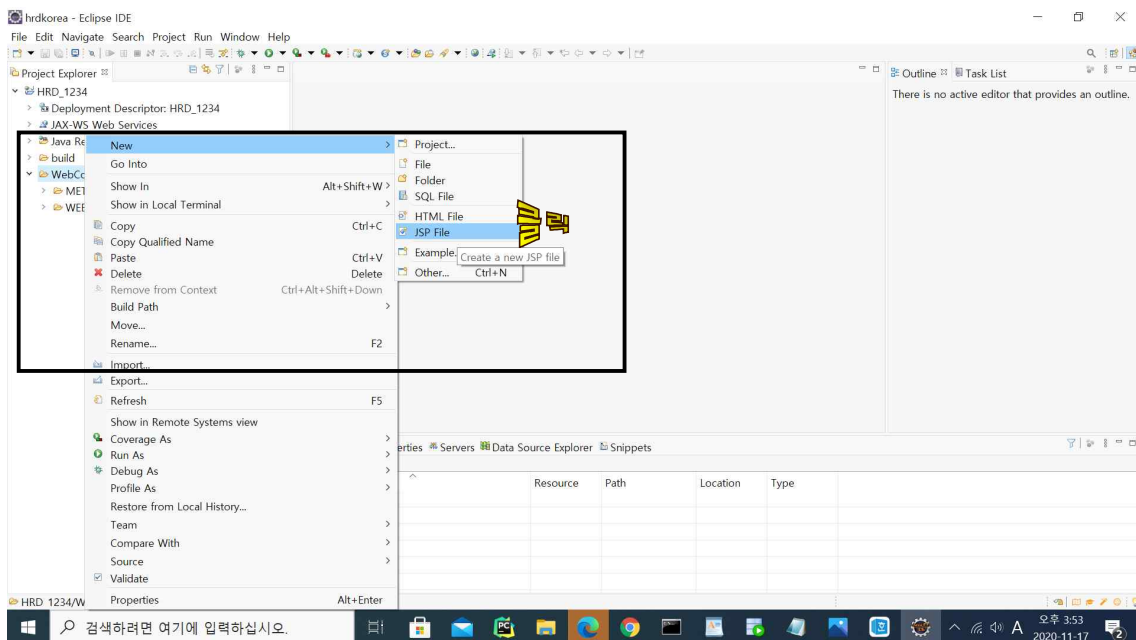 hrdkorea - Eclipse IDE
File Edit Navigate Search Project Run Window Help
Project Explorer
Outline
Task List
HRD_1234
There is no active editor that provides an outline.
Deployment Descriptor: HRD_1234
JAX-WS Web Services
Java Re
build
WebCo
MET
WEB
New
Go Into
Show In Alt+Shift+W
Show in Local Terminal
Copy Ctrl+C
Copy Qualified Name
Paste Ctrl+V
Delete Delete
Remove from Context Ctrl+Alt+Shift+Down
Build Path
Move...
Rename... F2
Import...
Export...
Refresh F5
Show in Remote Systems view
Coverage As
Run As
Debug As
Profile As
Restore from Local History...
Team
Compare With
Source
Validate
Properties Alt+Enter
Project...
File
Folder
SQL File
HTML File
JSP File
클릭
Example.
Create a new JSP file
Other... Ctrl+N
erties Servers Data Source Explorer Snippets
Resource Path Location Type
HRD_1234/W
검색하려면 여기에 입력하십시오.
PC
A
오후 3:53
2020-11-17